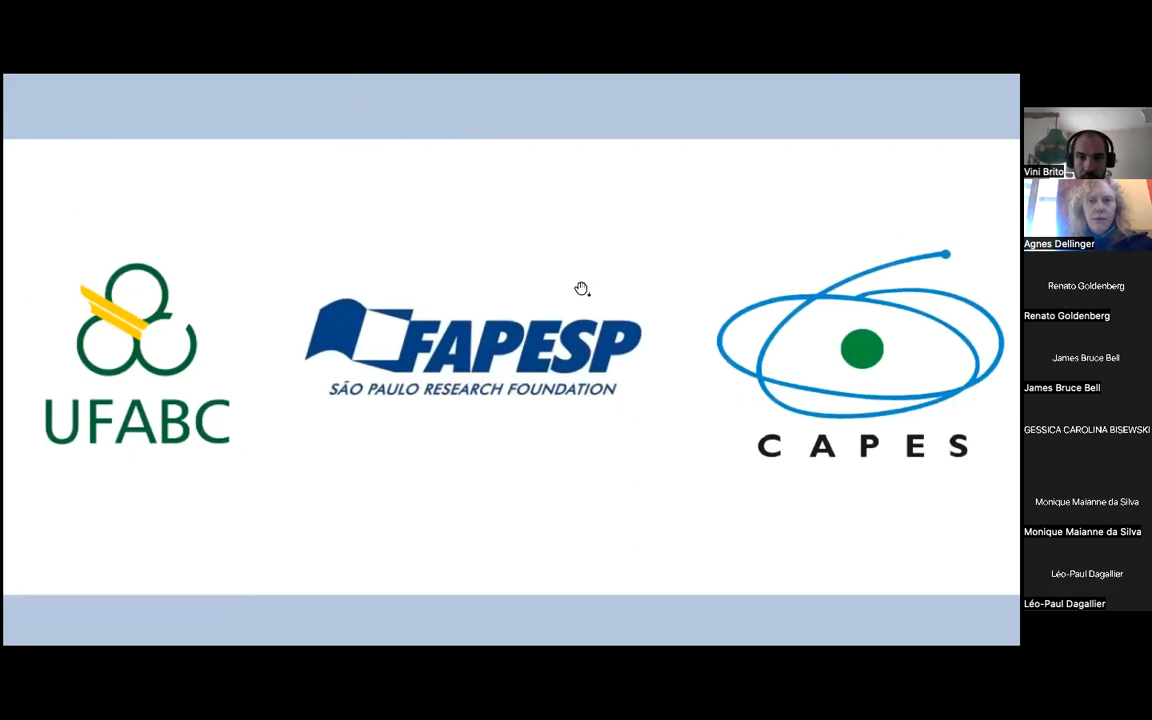 UFABC
FAPESP
SÃO PAULO RESEARCH FOUNDATION
CAPES
Vini Brito
Agnes Dellinger
Renato Goldenberg
Renato Goldenberg
James Bruce Bell
James Bruce Bell
GESSICA CAROLINA BISEWSKI
Monique Maianne da Silva
Monique Maianne da Silva
Léo-Paul Dagallier
Léo-Paul Dagallier